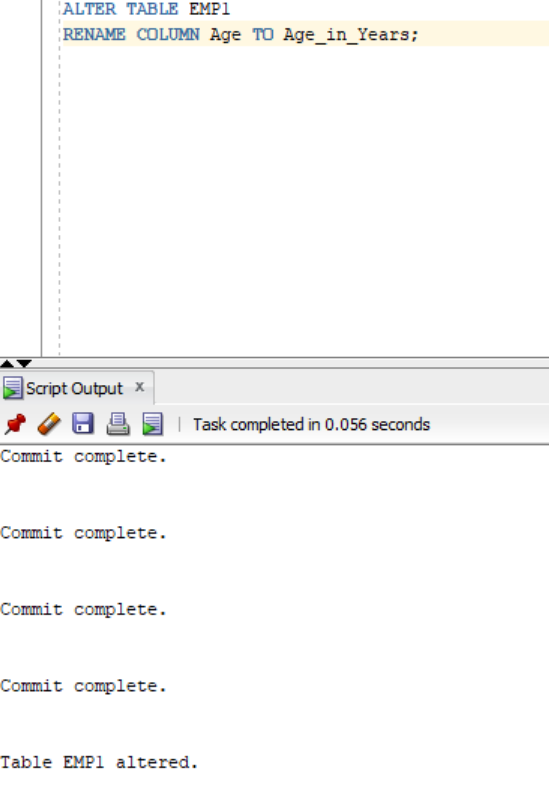 ALTER TABLE EMP1
RENAME COLUMN Age TO Age_in_Years;
Script Output x
Task completed in 0.056 seconds
Commit complete.
Commit complete.
Commit complete.
Commit complete.
Table EMP1 altered.